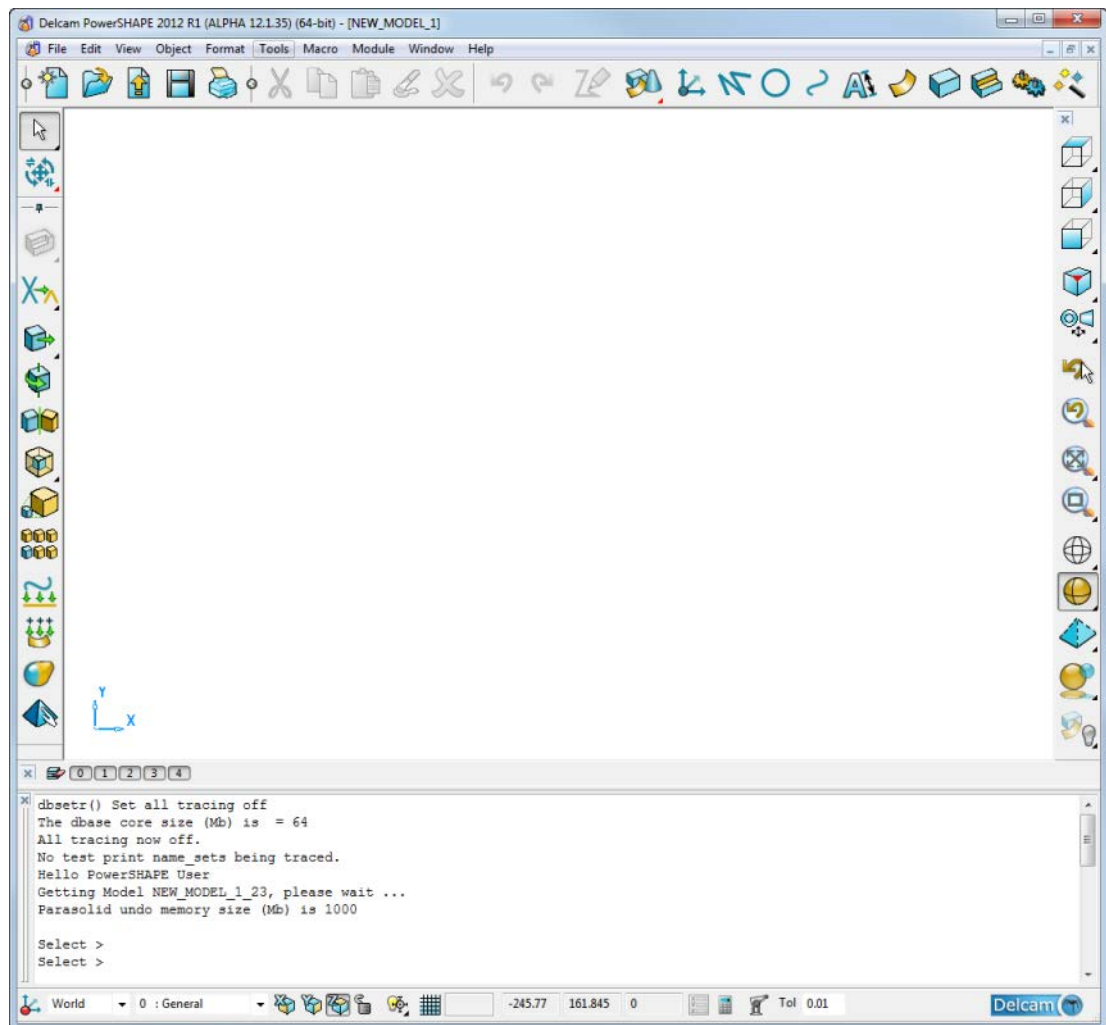 Delcam PowerSHAPE 2012 R1 (ALPHA 12.1.35) (64-bit) - [NEW_MODEL_1]
File Edit View Object Format Tools Macro Module Window Help
Y
X
0 1 2 3 4
dbsetr() Set all tracing off
The dbase core size (Mb) is = 64
All tracing now off.
No test print name_sets being traced.
Hello PowerSHAPE User
Getting Model NEW_MODEL_1_23, please wait ...
Parasolid undo memory size (Mb) is 1000
Select >
Select >
World 0 : General -245.77 161.845 0 Tol 0.01 Delcam